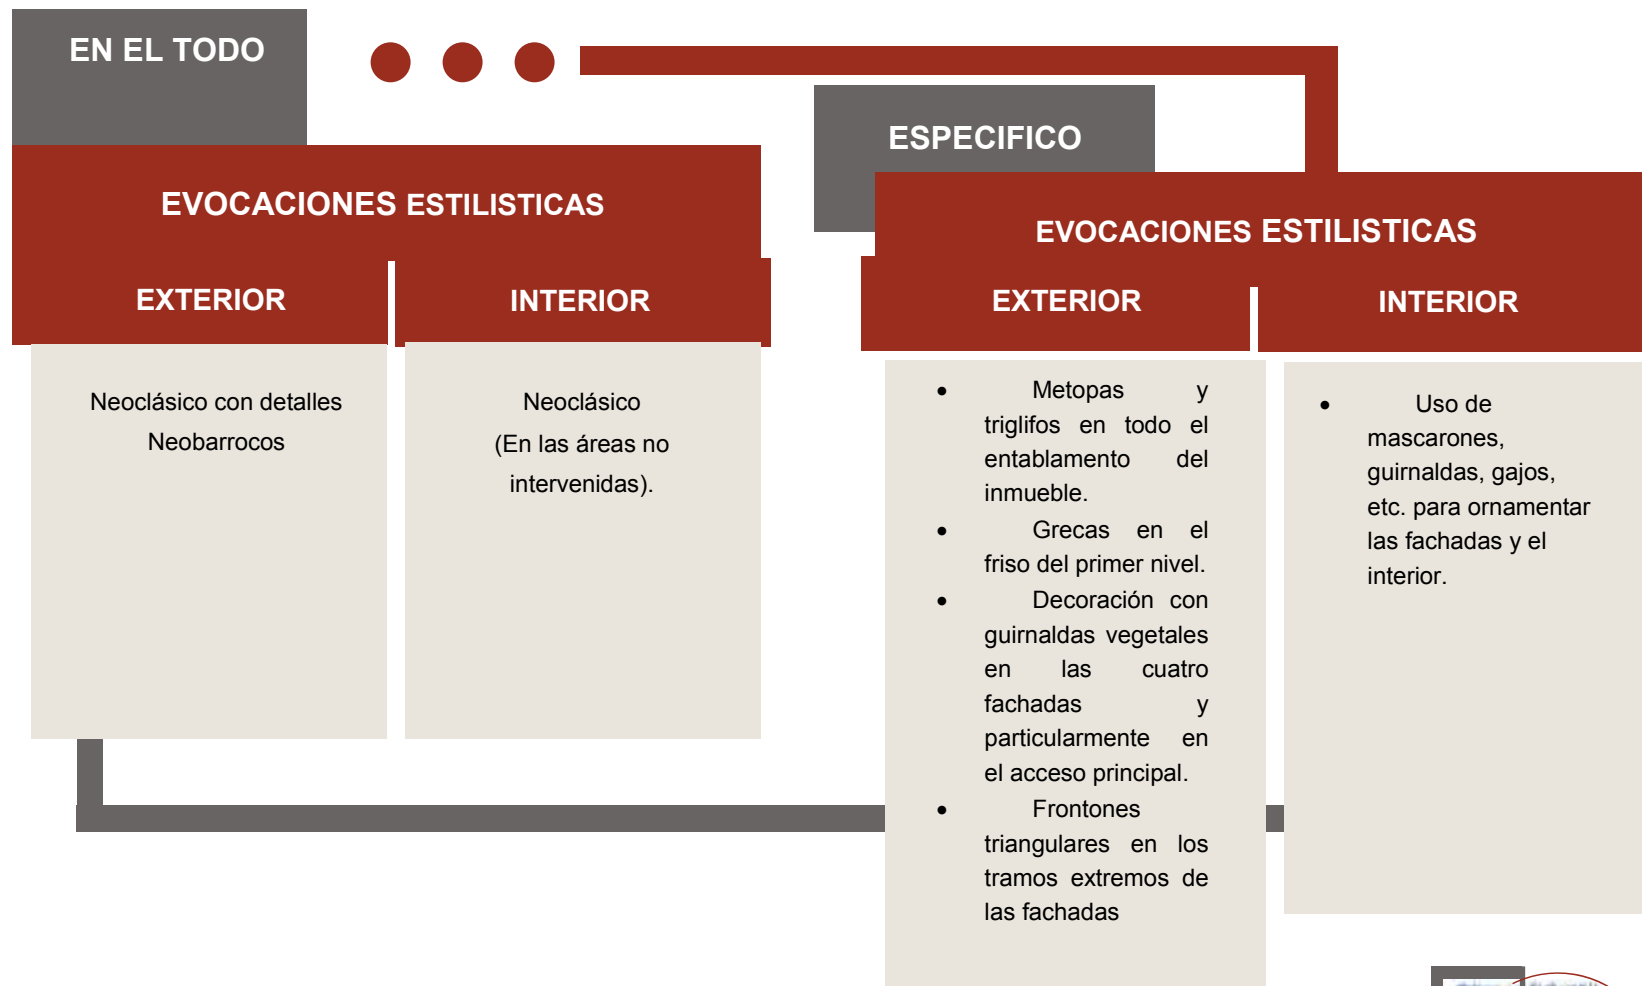 EN EL TODO
EVOCACIONES ESTILISTICAS
EXTERIOR
INTERIOR
Neoclásico con detalles
Neobarrocos
Neoclásico
(En las áreas no
intervenidas).
ESPECIFICO
EVOCACIONES ESTILISTICAS
EXTERIOR
INTERIOR
• Metopas y
triglifos en todo el
entablamento del
inmueble.
• Grecas en el
friso del primer nivel.
• Decoración con
guirnaldas vegetales
en las cuatro
fachadas y
particularmente en
el acceso principal.
• Frontones
triangulares en los
tramos extremos de
las fachadas
• Uso de
mascarones,
guirnaldas, gajos,
etc. para ornamentar
las fachadas y el
interior.